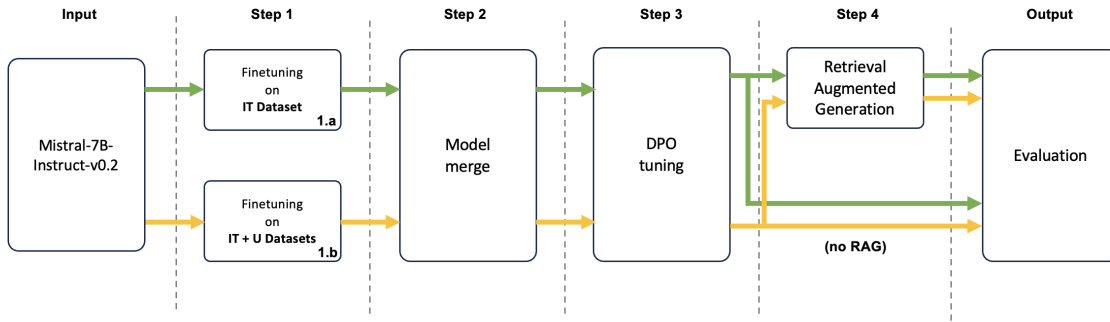 Input
Step 1
Step 2
Step 3
Step 4
Output
Mistral-7B-
Instruct-v0.2
Finetuning
on
IT Dataset
1.a
Finetuning
on
IT + U Datasets
1.b
Model
merge
DPO
tuning
Retrieval
Augmented
Generation
(no RAG)
Evaluation